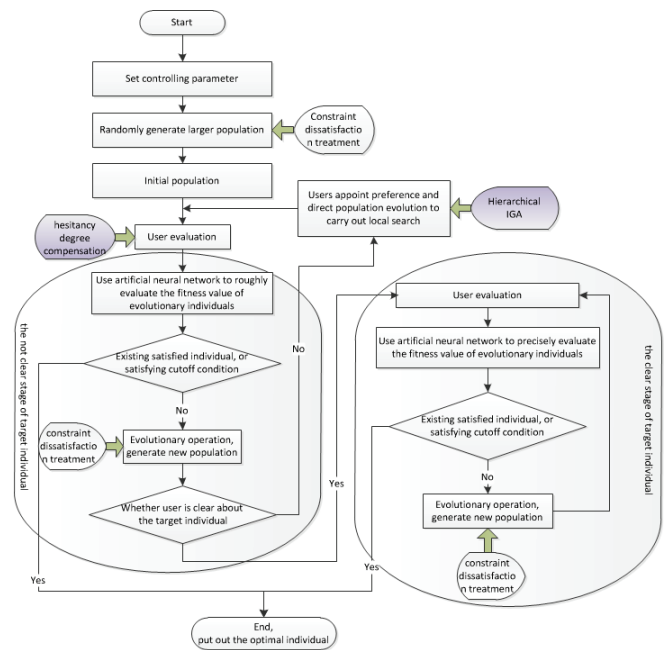 Start
Set controlling parameter
Randomly generate larger population
Constraint
dissatisfactio
n treatment
Initial population
Users appoint preference and
direct population evolution to
carry out local search
Hierarchical
IGA
hesitancy
degree
compensation
User evaluation
Use artificial neural network to roughly
evaluate the fitness value of
evolutionary individuals
the not clear stage of target individual
Existing satisfied individual, or
satisfying cutoff condition
No
No
constraint
dissatisfactio
n treatment
Evolutionary operation,
generate new population
Whether user is clear about
the target individual
Yes
User evaluation
Use artificial neural network to precisely evaluate
the fitness value of evolutionary individuals
the clear stage of target individual
Existing satisfied individual, or
satisfying cutoff condition
No
Evolutionary operation,
generate new population
constraint
dissatisfactio
n treatment
Yes
Yes
End,
put out the optimal individual